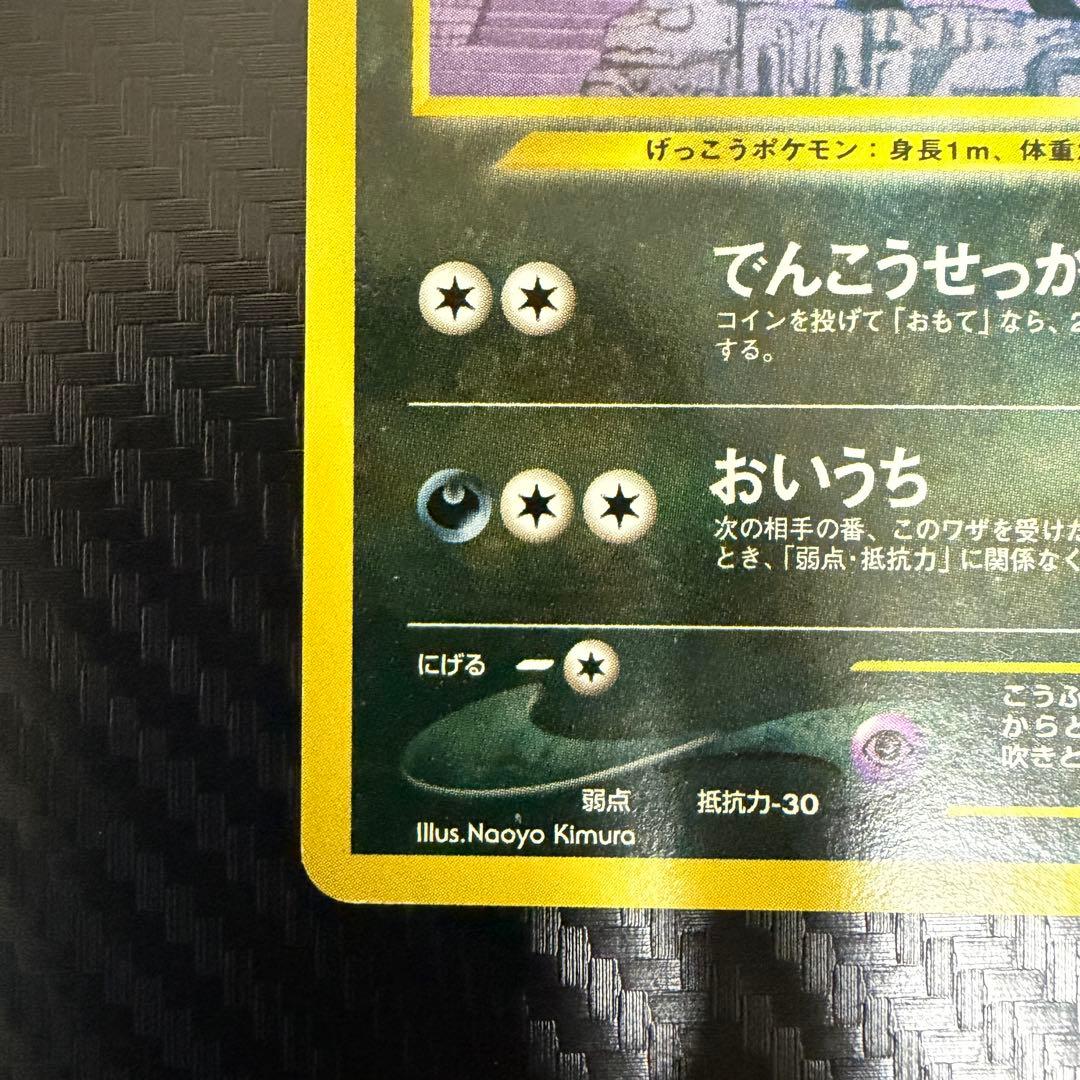 げっこうポケモン：身長1m、体重
でんこうせっか
コインを投げて「おもて」なら、2
する。
おいうち
次の相手の番、このワザを受けた
とき、「弱点・抵抗力」に関係なく
にげる
こうふ
からと
吹きと
弱点 抵抗力-30
Illus.Naoyo Kimura